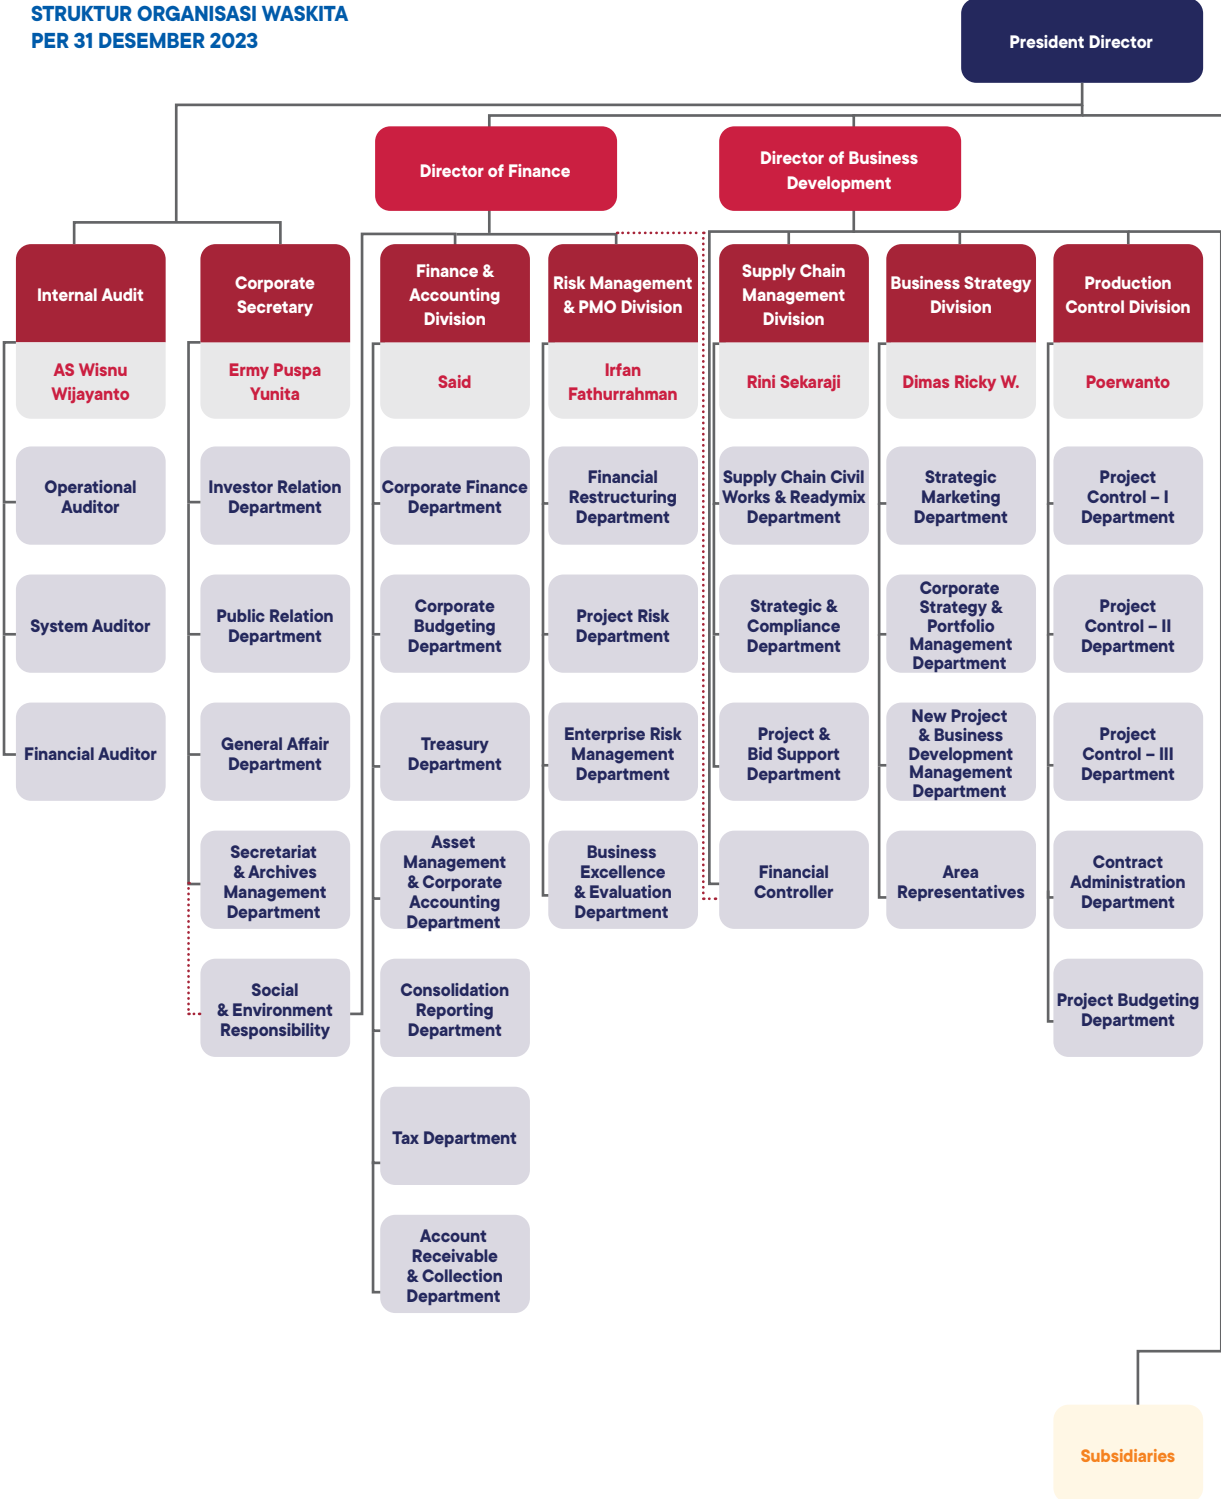 STRUKTUR ORGANISASI WASKITA
PER 31 DESEMBER 2023
President Director
Director of Finance
Director of Business
Development
Internal Audit
AS Wisnu
Wijayanto
Operational
Auditor
System Auditor
Financial Auditor
Corporate
Secretary
Ermy Puspa
Yunita
Investor Relation
Department
Public Relation
Department
General Affair
Department
Secretariat
& Archives
Management
Department
Social
& Environment
Responsibility
Finance &
Accounting
Division
Said
Corporate Finance
Department
Corporate
Budgeting
Department
Treasury
Department
Asset
Management
& Corporate
Accounting
Department
Consolidation
Reporting
Department
Tax Department
Account
Receivable
& Collection
Department
Risk Management
& PMO Division
Irfan
Fathurrahman
Financial
Restructuring
Department
Project Risk
Department
Enterprise Risk
Management
Department
Business
Excellence
& Evaluation
Department
Supply Chain
Management
Division
Rini Sekaraji
Supply Chain Civil
Works & Readymix
Department
Strategic &
Compliance
Department
Project &
Bid Support
Department
Financial
Controller
Business Strategy
Division
Dimas Ricky W.
Strategic
Marketing
Department
Corporate
Strategy &
Portfolio
Management
Department
New Project
& Business
Development
Management
Department
Area
Representatives
Production
Control Division
Poerwanto
Project
Control – I
Department
Project
Control – II
Department
Project
Control – III
Department
Contract
Administration
Department
Project Budgeting
Department
Subsidiaries